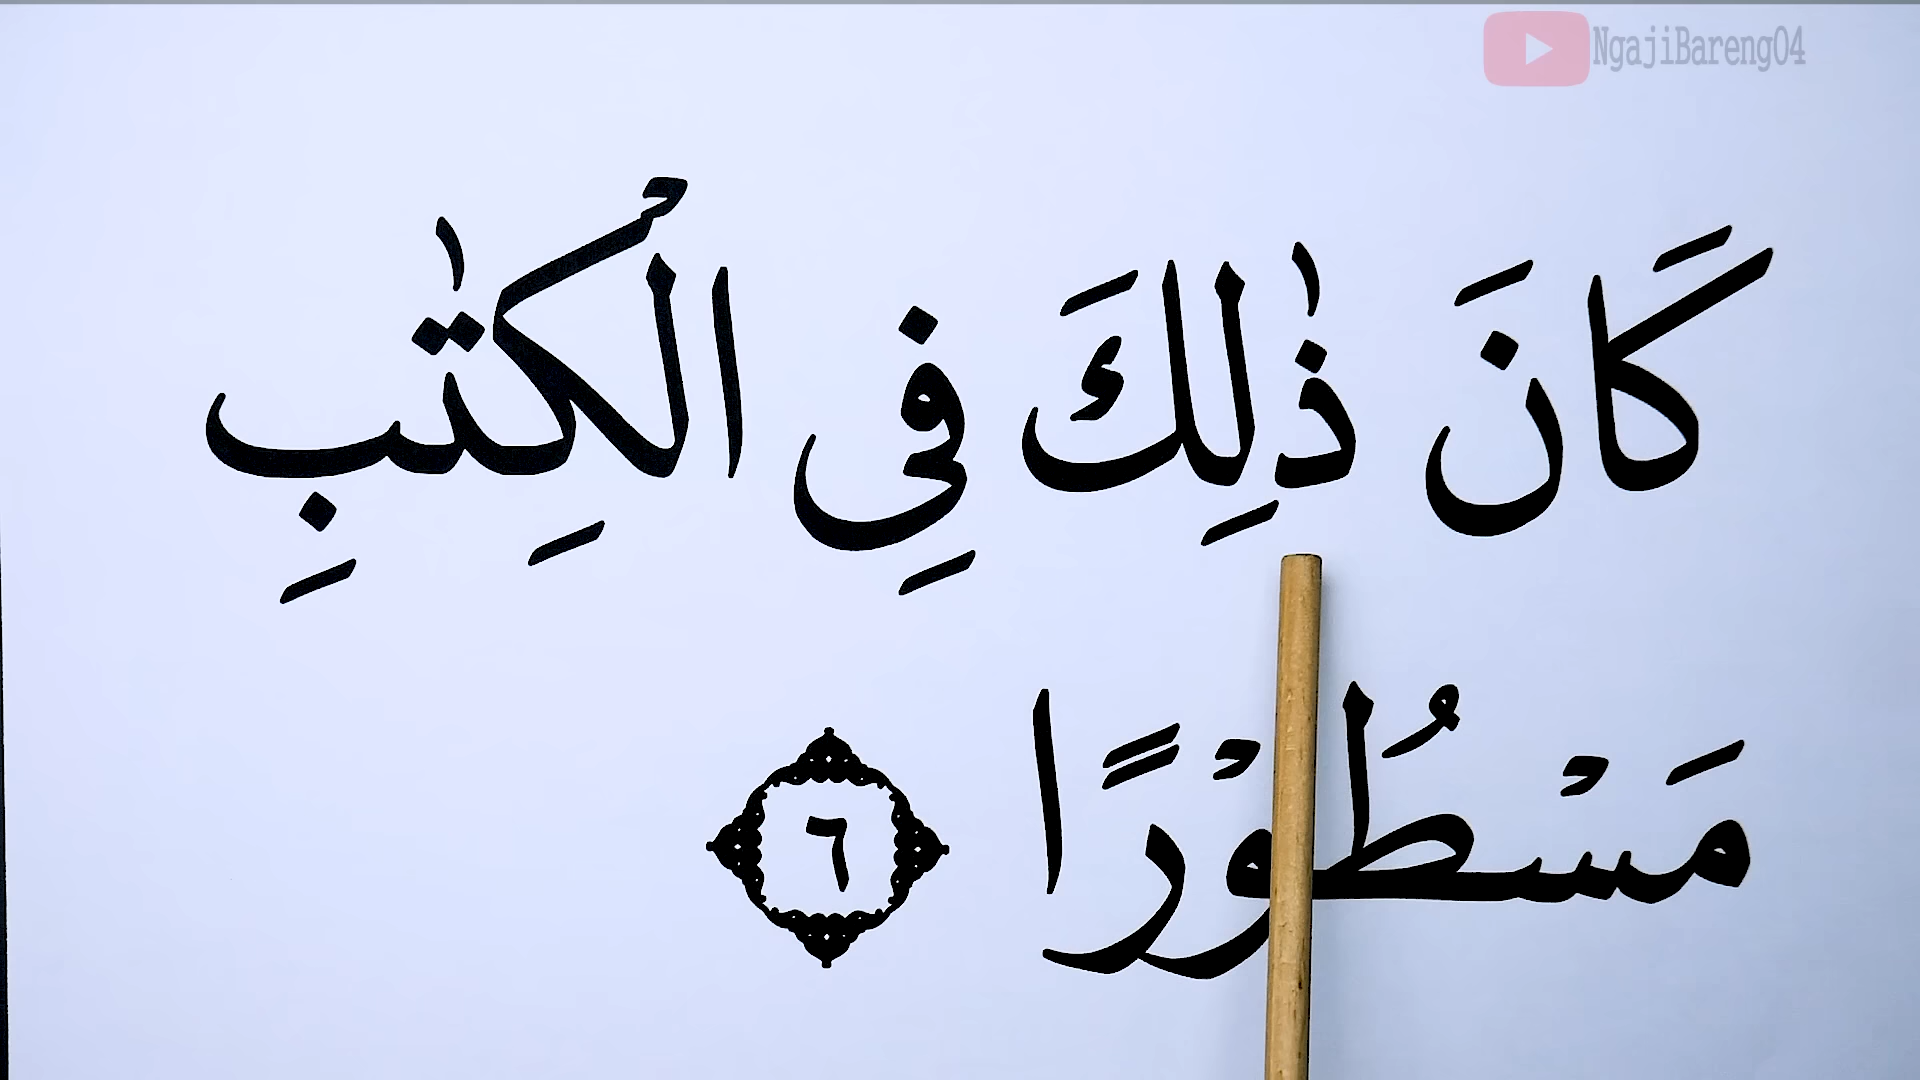 NgajiBareng04
كَانَ ذٰلِكَ فِى الْكِتٰبِ
مَسْطُوْرًا ٦